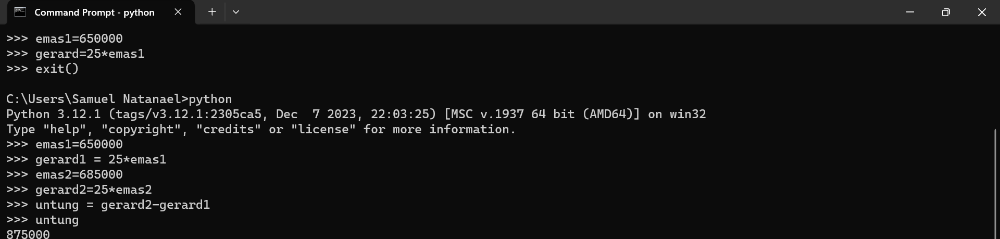 Command Prompt - python
>>> emas1=650000
>>> gerard=25*emas1
>>> exit()
C:\Users\Samuel Natanael>python
Python 3.12.1 (tags/v3.12.1:2305ca5, Dec  7 2023, 22:03:25) [MSC v.1937 64 bit (AMD64)] on win32
Type "help", "copyright", "credits" or "license" for more information.
>>> emas1=650000
>>> gerard1 = 25*emas1
>>> emas2=685000
>>> gerard2=25*emas2
>>> untung = gerard2-gerard1
>>> untung
875000